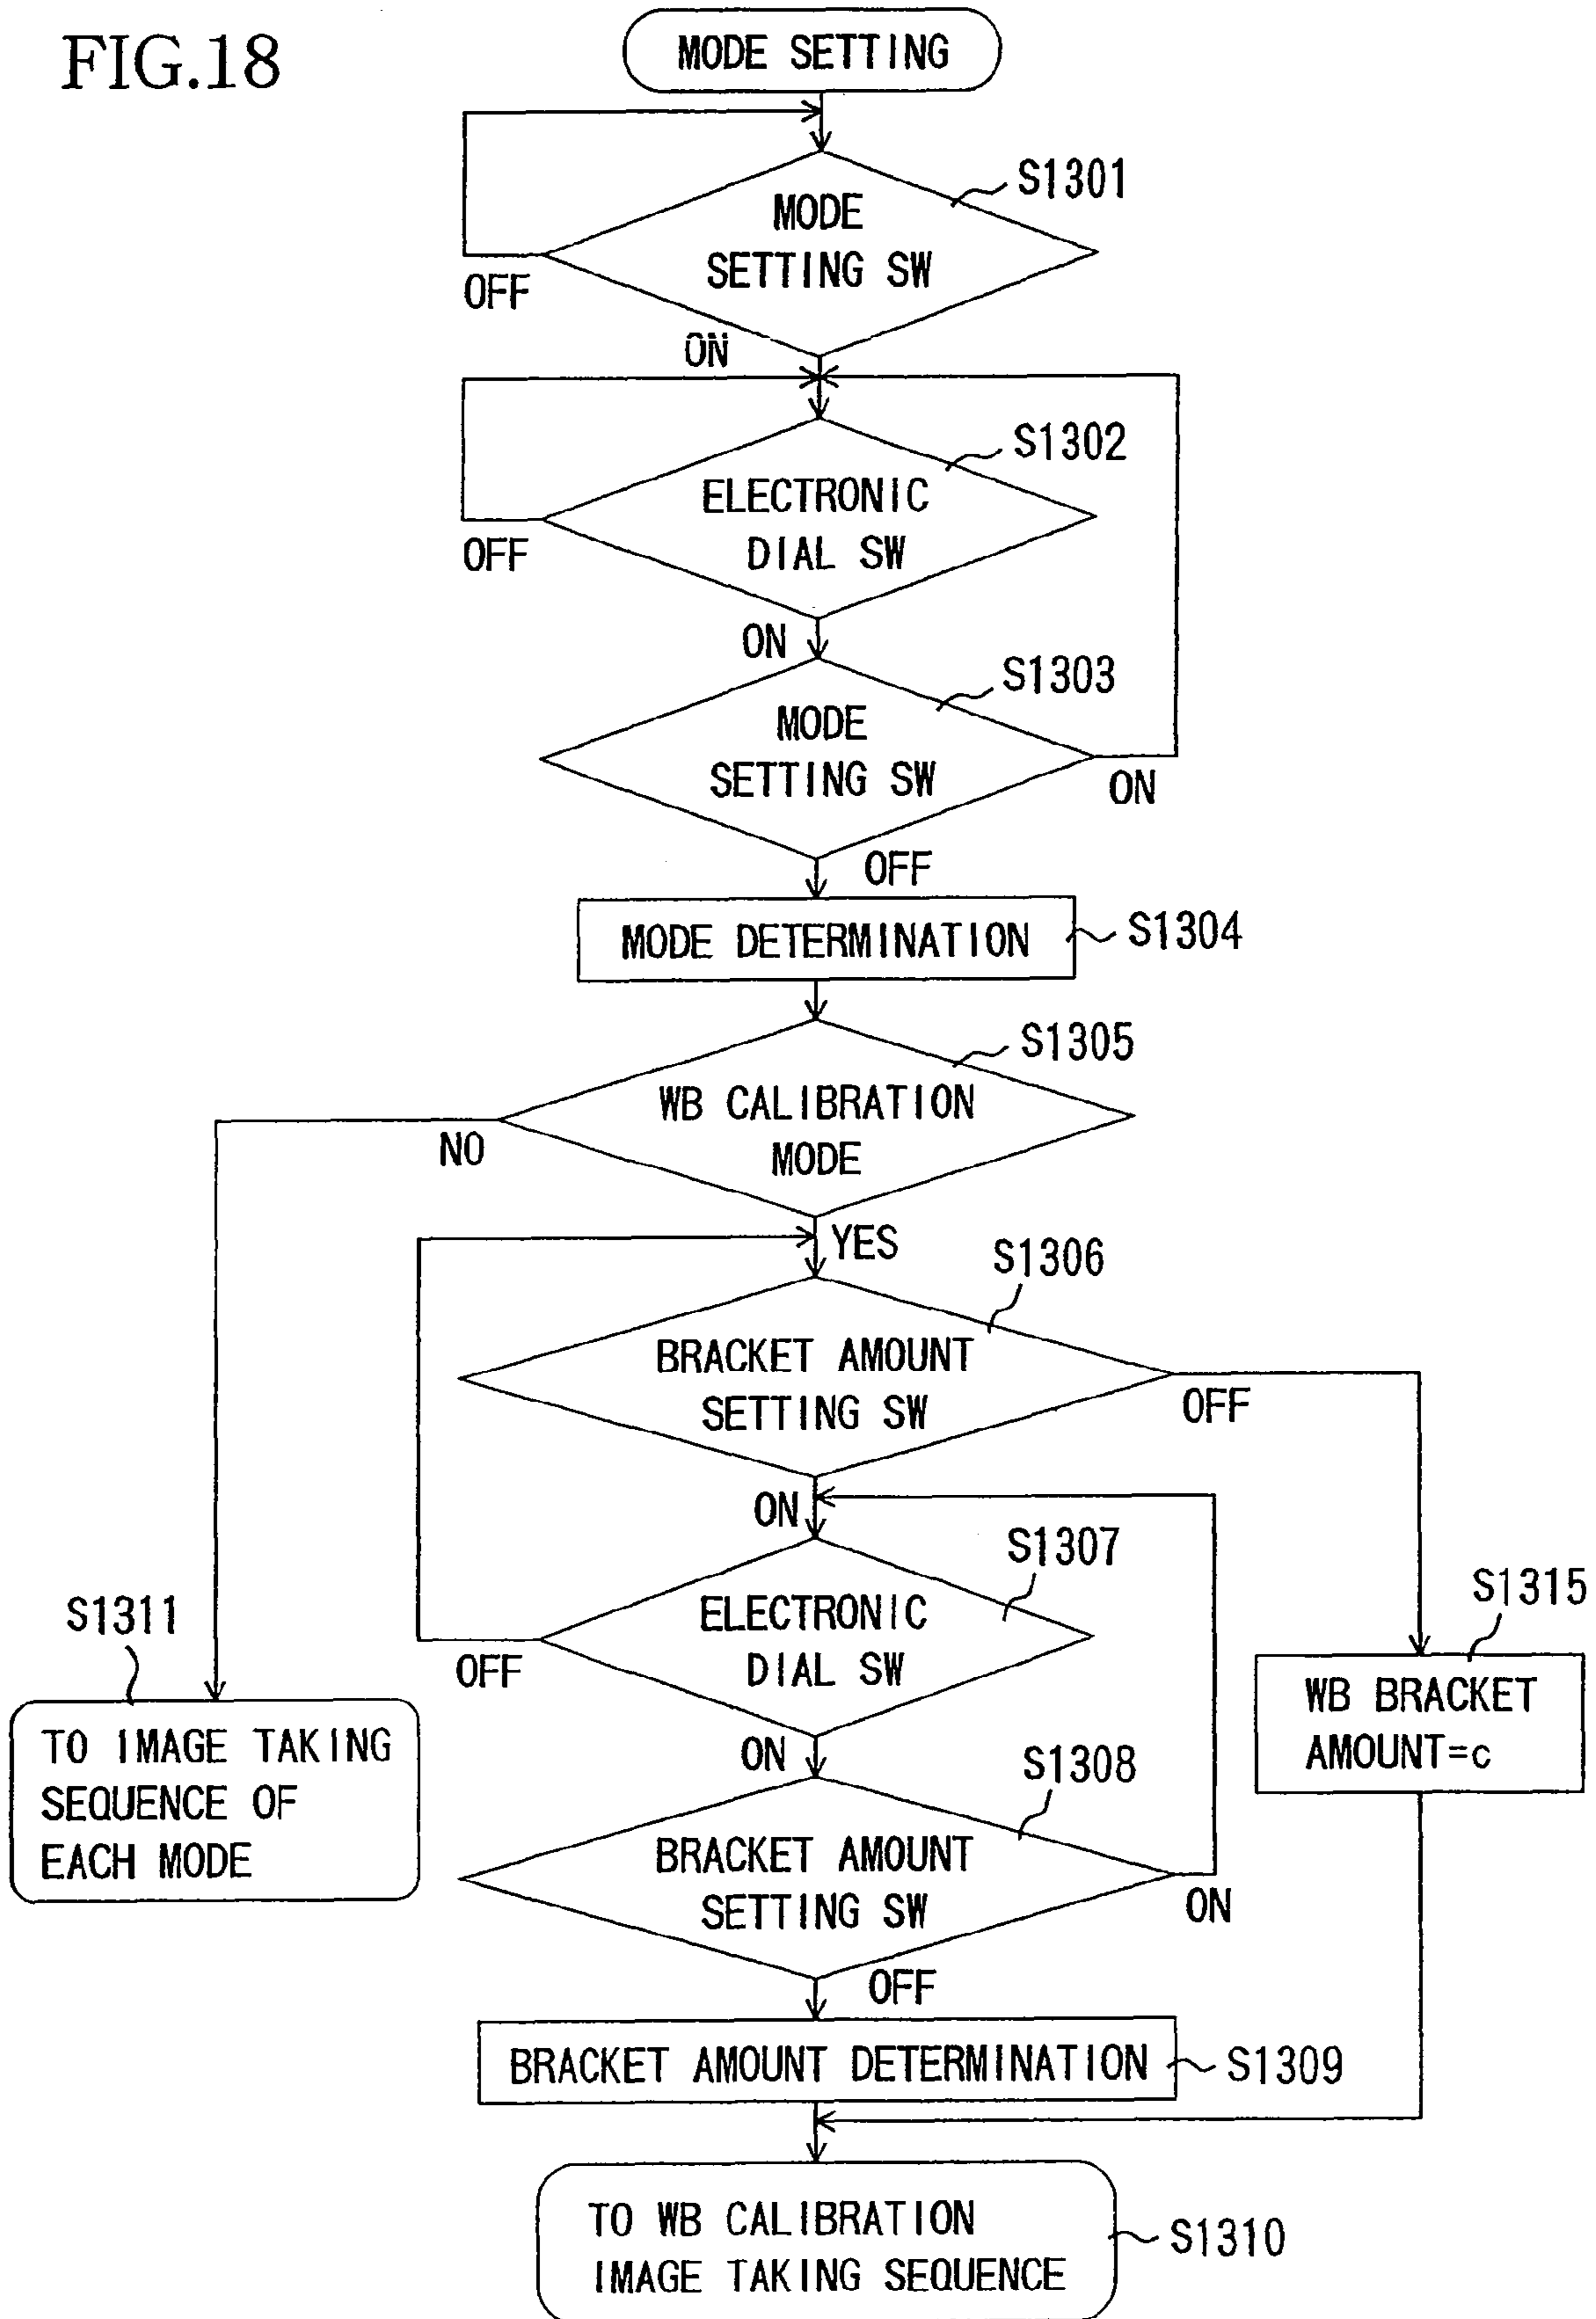 FIG.18
MODE SETTING
S1301
MODE
SETTING SW
OFF
ON
S1302
ELECTRONIC
DIAL SW
OFF
ON
S1303
MODE
SETTING SW
ON
OFF
MODE DETERMINATION
S1304
S1305
WB CALIBRATION
MODE
NO
YES
S1306
BRACKET AMOUNT
SETTING SW
OFF
ON
S1307
ELECTRONIC
DIAL SW
OFF
ON
S1315
WB BRACKET
AMOUNT=c
S1311
TO IMAGE TAKING
SEQUENCE OF
EACH MODE
S1308
BRACKET AMOUNT
SETTING SW
ON
OFF
BRACKET AMOUNT DETERMINATION
S1309
TO WB CALIBRATION
IMAGE TAKING SEQUENCE
S1310